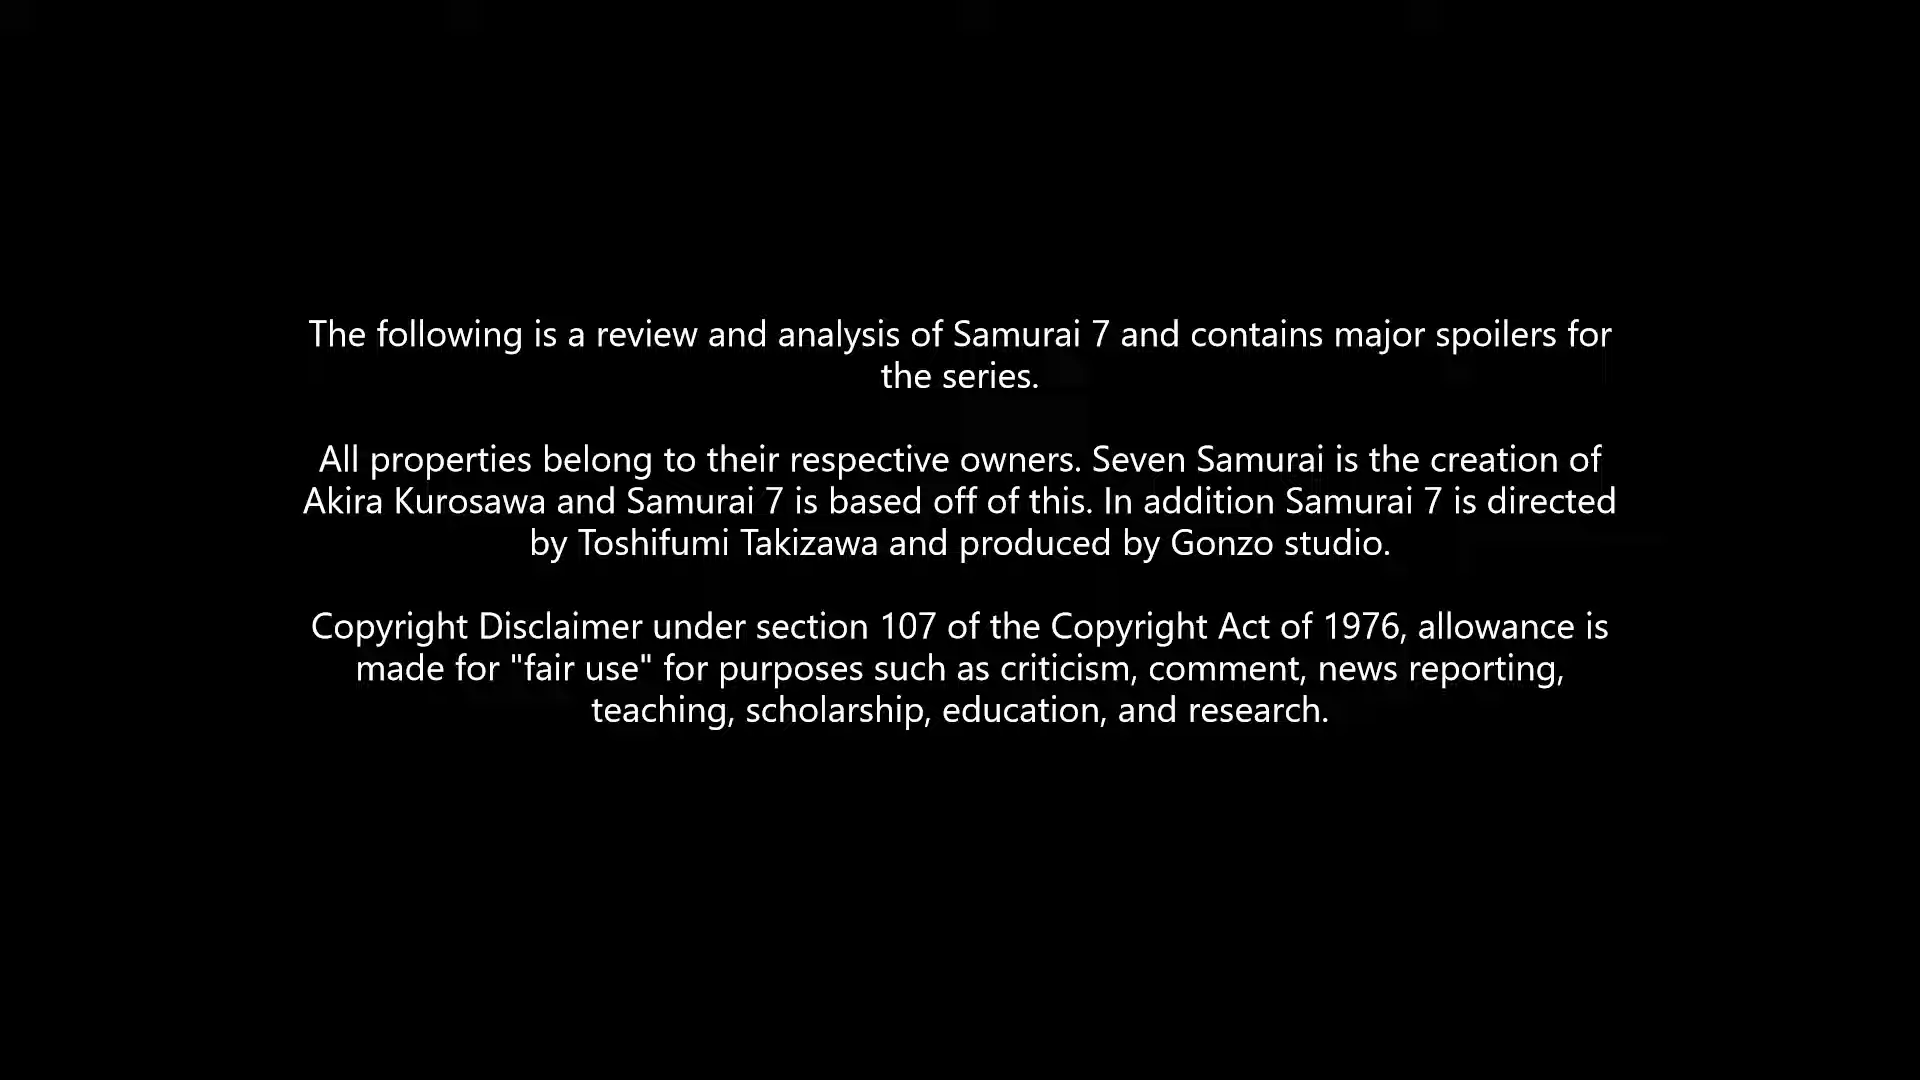 The following is a review and analysis of Samurai 7 and contains major spoilers for
the series.
All properties belong to their respective owners. Seven Samurai is the creation of
Akira Kurosawa and Samurai 7 is based off of this. In addition Samurai 7 is directed
by Toshifumi Takizawa and produced by Gonzo studio.
Copyright Disclaimer under section 107 of the Copyright Act of 1976, allowance is
made for "fair use" for purposes such as criticism, comment, news reporting,
teaching, scholarship, education, and research.